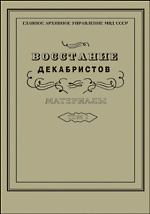 ГЛАВНОЕ АРХИВНОЕ УПРАВЛЕНИЕ МВД СССР
ВОССТАНИЕ
ДЕКАБРИСТОВ
МАТЕРИАЛЫ